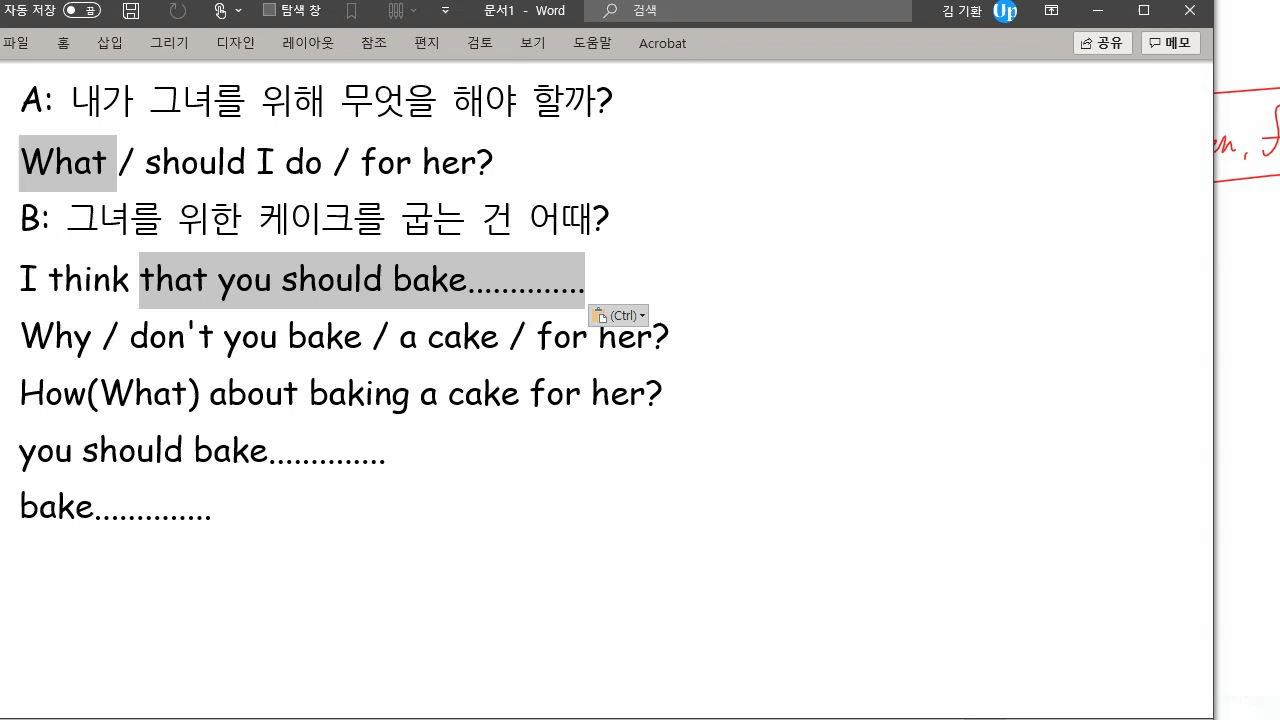 자동 저장 끔 탐색 창 문서1 - Word 검색 김 기환 Up
파일 홈 삽입 그리기 디자인 레이아웃 참조 편지 검토 보기 도움말 Acrobat 공유 메모
A: 내가 그녀를 위해 무엇을 해야 할까?
What / should I do / for her?
B: 그녀를 위한 케이크를 굽는 건 어때?
I think that you should bake..............
(Ctrl)
Why / don't you bake / a cake / for her?
How(What) about baking a cake for her?
you should bake..............
bake..............